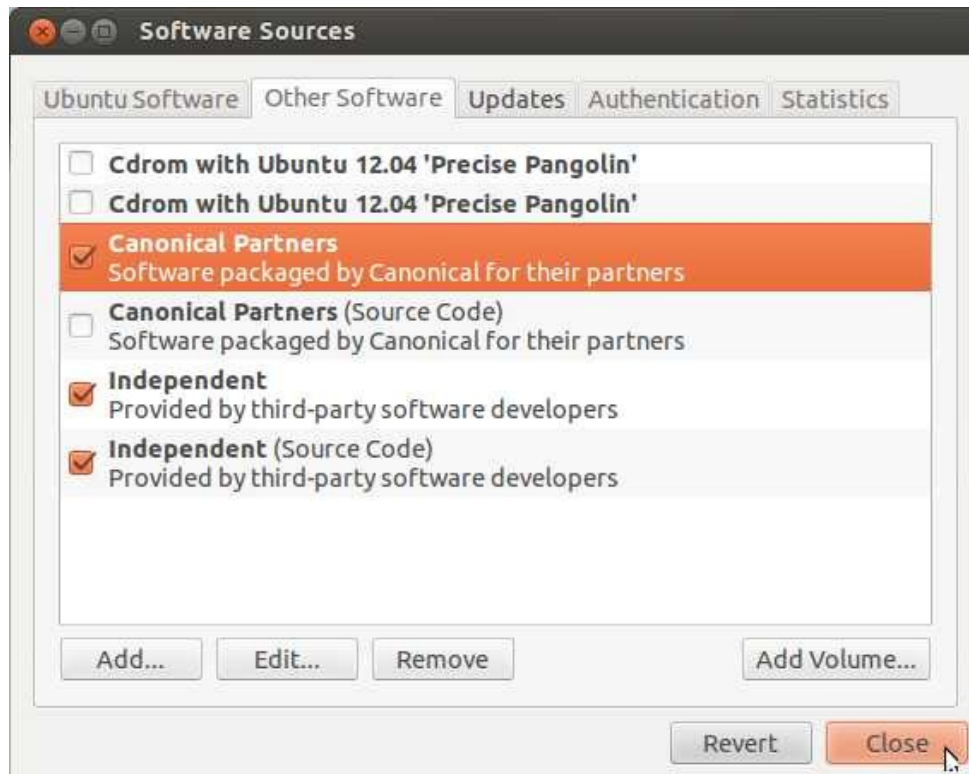 Software Sources
Ubuntu Software Other Software Updates Authentication Statistics
Cdrom with Ubuntu 12.04 'Precise Pangolin'
Cdrom with Ubuntu 12.04 'Precise Pangolin'
Canonical Partners
Software packaged by Canonical for their partners
Canonical Partners (Source Code)
Software packaged by Canonical for their partners
Independent
Provided by third-party software developers
Independent (Source Code)
Provided by third-party software developers
Add... Edit... Remove Add Volume...
Revert Close